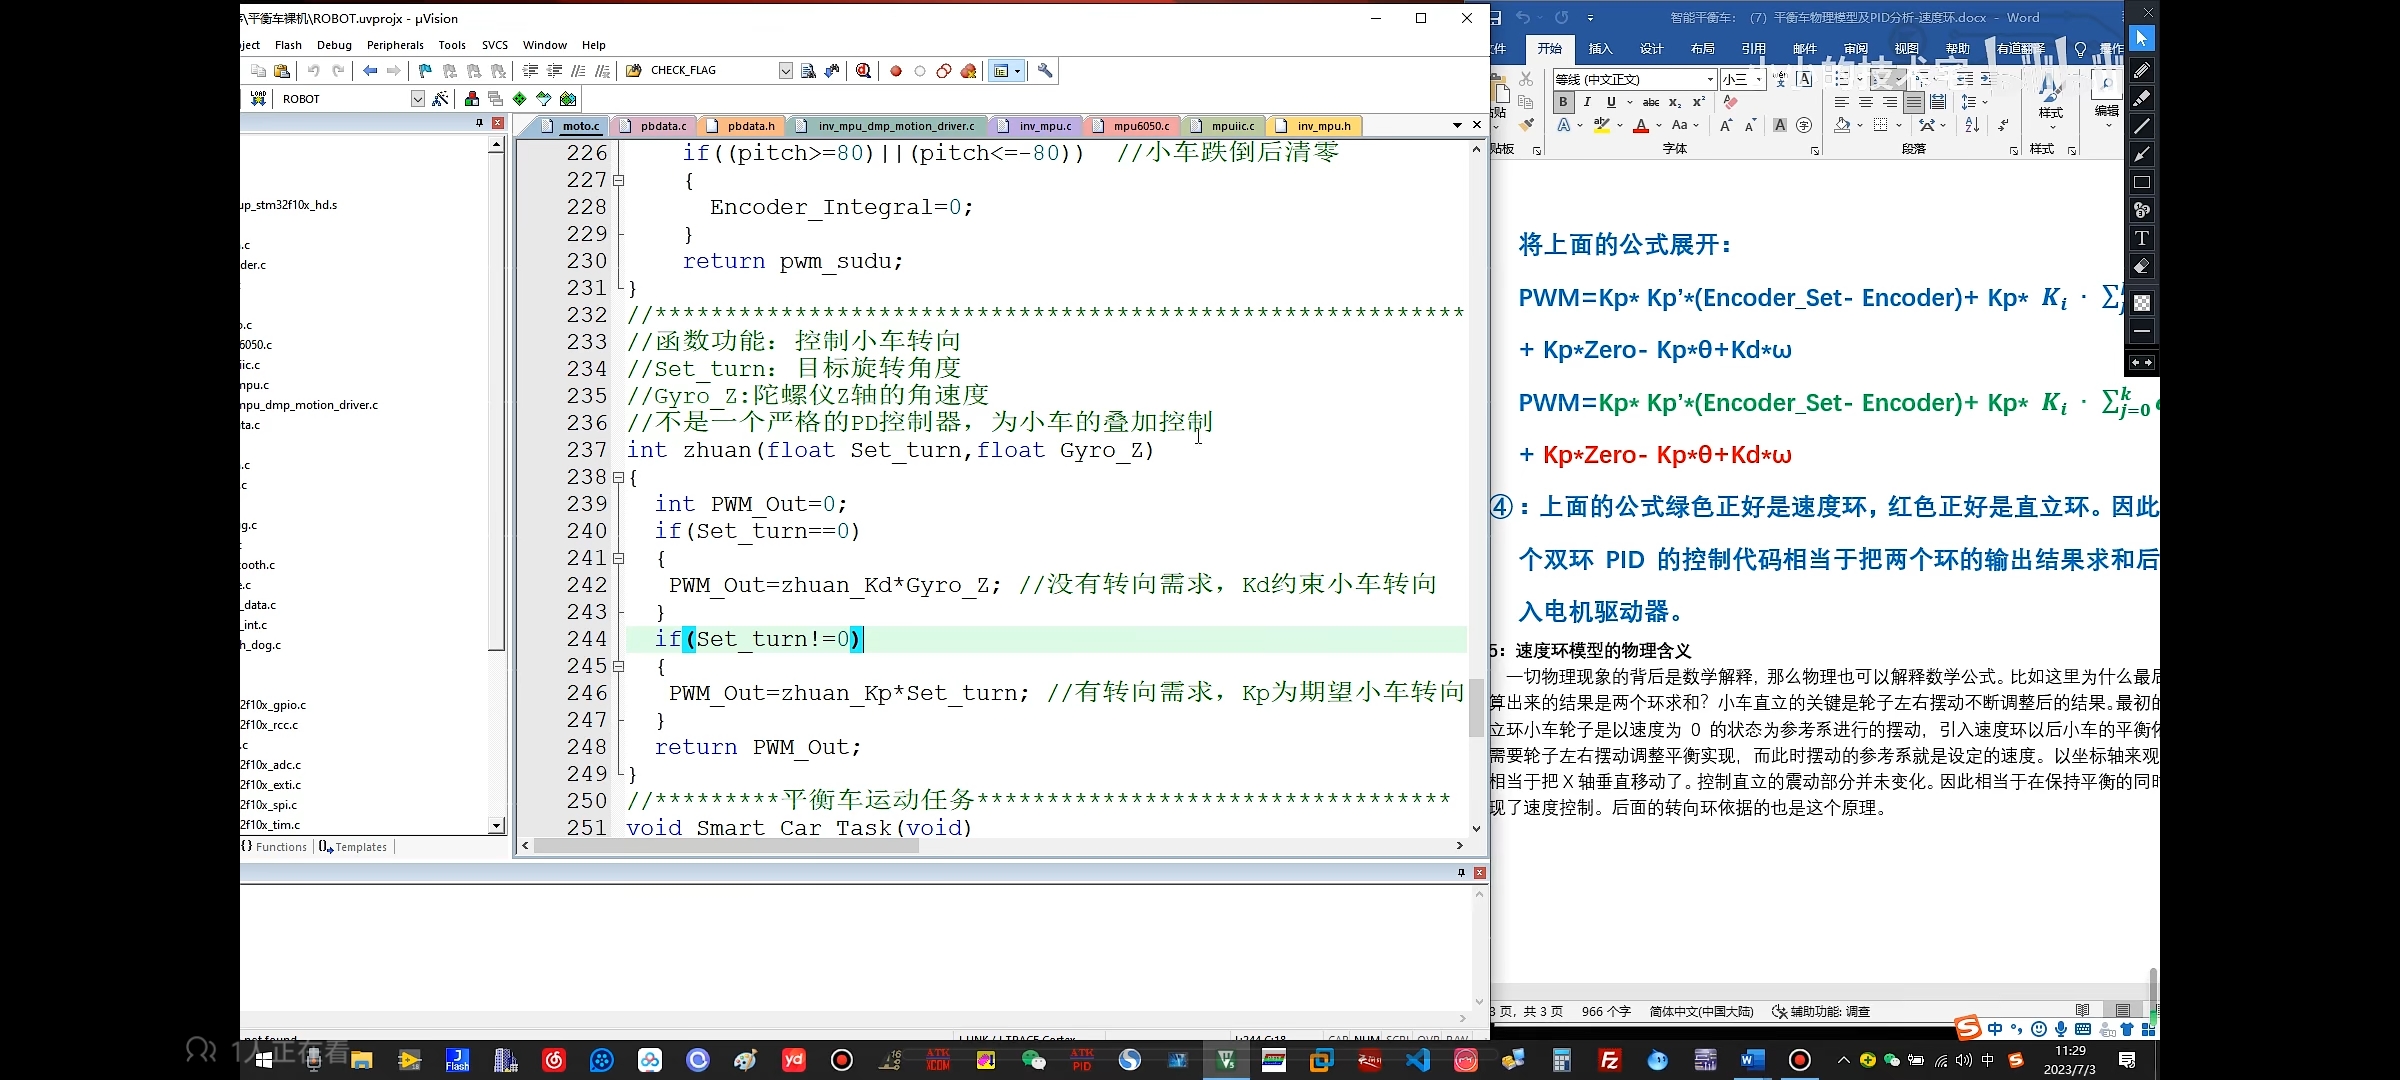 \平衡车裸机\ROBOT.uvprojx - µVision
ject Flash Debug Peripherals Tools SVCS Window Help
CHECK_FLAG
ROBOT
moto.c pbdata.c pbdata.h inv_mpu_dmp_motion_driver.c inv_mpu.c mpu6050.c mpuiic.c inv_mpu.h
up_stm32f10x_hd.s
.c
der.c
o.c
6050.c
iic.c
mpu.c
mpu_dmp_motion_driver.c
ta.c
.c
.c
g.c
tooth.c
e.c
_data.c
_int.c
h_dog.c
2f10x_gpio.c
2f10x_rcc.c
.c
2f10x_adc.c
2f10x_exti.c
2f10x_spi.c
2f10x_tim.c
{} Functions Templates
226 if((pitch>=80)||(pitch<=-80)) //小车跌倒后清零
227 {
228 Encoder_Integral=0;
229 }
230 return pwm_sudu;
231 }
232 //**********************************************************
233 //函数功能：控制小车转向
234 //Set_turn：目标旋转角度
235 //Gyro_Z:陀螺仪Z轴的角速度
236 //不是一个严格的PD控制器，为小车的叠加控制
237 int zhuan(float Set_turn,float Gyro_Z)
238 {
239 int PWM_Out=0;
240 if(Set_turn==0)
241 {
242 PWM_Out=zhuan_Kd*Gyro_Z; //没有转向需求，Kd约束小车转向
243 }
244 if(Set_turn!=0)
245 {
246 PWM_Out=zhuan_Kp*Set_turn; //有转向需求，Kp为期望小车转向
247 }
248 return PWM_Out;
249 }
250 //*********平衡车运动任务**********************************
251 void Smart_Car_Task(void)
智能平衡车：（7）平衡车物理模型及PID分析-速度环.docx - Word
件 开始 插入 设计 布局 引用 邮件 审阅 视图 帮助 有道翻译 操作
等线 (中文正文) 小三
样式 编辑
贴板 字体 段落 样式
将上面的公式展开：
PWM=Kp* Kp’*(Encoder_Set- Encoder)+ Kp* Ki · ∑
+ Kp*Zero- Kp*θ+Kd*ω
PWM=Kp* Kp’*(Encoder_Set- Encoder)+ Kp* Ki · ∑ k j=0
+ Kp*Zero- Kp*θ+Kd*ω
④：上面的公式绿色正好是速度环，红色正好是直立环。因此
个双环 PID 的控制代码相当于把两个环的输出结果求和后
入电机驱动器。
5：速度环模型的物理含义
一切物理现象的背后是数学解释，那么物理也可以解释数学公式。比如这里为什么最后
算出来的结果是两个环求和？小车直立的关键是轮子左右摆动不断调整后的结果。最初的
立环小车轮子是以速度为 0 的状态为参考系进行的摆动，引入速度环以后小车的平衡
需要轮子左右摆动调整平衡实现，而此时摆动的参考系就是设定的速度。以坐标轴来观
相当于把 X 轴垂直移动了。控制直立的震动部分并未变化。因此相当于在保持平衡的同时
现了速度控制。后面的转向环依据的也是这个原理。
3 页，共 3 页 966 个字 简体中文(中国大陆) 辅助功能: 调查
1人正在看
中
11:29
2023/7/3